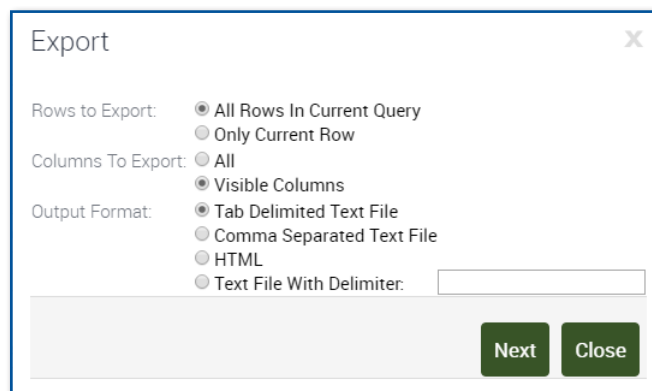 Export
X
Rows to Export: All Rows In Current Query
Only Current Row
Columns To Export: All
Visible Columns
Output Format: Tab Delimited Text File
Comma Separated Text File
HTML
Text File With Delimiter:
Next Close